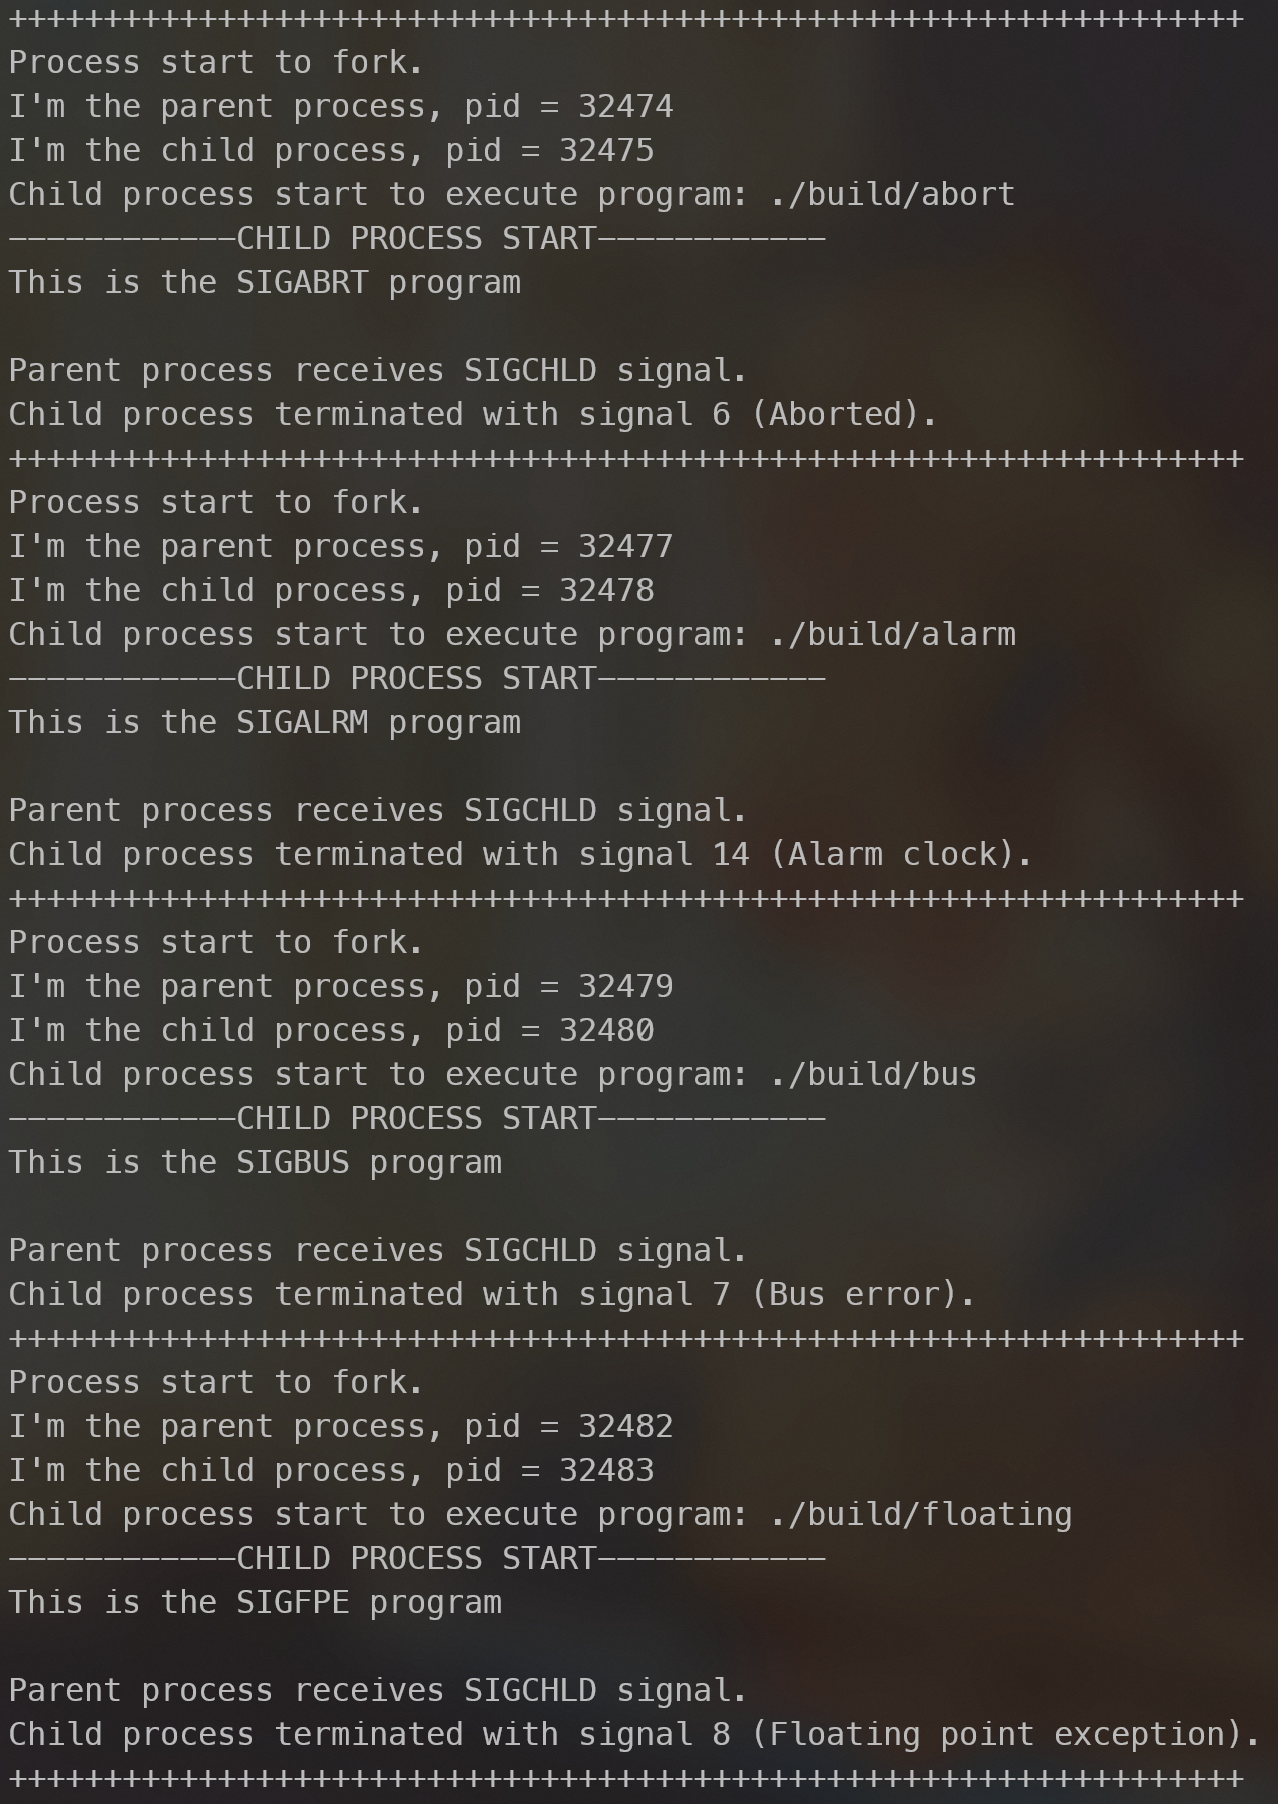 +++++++++++++++++++++++++++++++++++++++++++++++++++++++++++++++++
Process start to fork.
I'm the parent process, pid = 32474
I'm the child process, pid = 32475
Child process start to execute program: ./build/abort
------------CHILD PROCESS START------------
This is the SIGABRT program

Parent process receives SIGCHLD signal.
Child process terminated with signal 6 (Aborted).
+++++++++++++++++++++++++++++++++++++++++++++++++++++++++++++++++
Process start to fork.
I'm the parent process, pid = 32477
I'm the child process, pid = 32478
Child process start to execute program: ./build/alarm
------------CHILD PROCESS START------------
This is the SIGALRM program

Parent process receives SIGCHLD signal.
Child process terminated with signal 14 (Alarm clock).
+++++++++++++++++++++++++++++++++++++++++++++++++++++++++++++++++
Process start to fork.
I'm the parent process, pid = 32479
I'm the child process, pid = 32480
Child process start to execute program: ./build/bus
------------CHILD PROCESS START------------
This is the SIGBUS program

Parent process receives SIGCHLD signal.
Child process terminated with signal 7 (Bus error).
+++++++++++++++++++++++++++++++++++++++++++++++++++++++++++++++++
Process start to fork.
I'm the parent process, pid = 32482
I'm the child process, pid = 32483
Child process start to execute program: ./build/floating
------------CHILD PROCESS START------------
This is the SIGFPE program

Parent process receives SIGCHLD signal.
Child process terminated with signal 8 (Floating point exception).
+++++++++++++++++++++++++++++++++++++++++++++++++++++++++++++++++